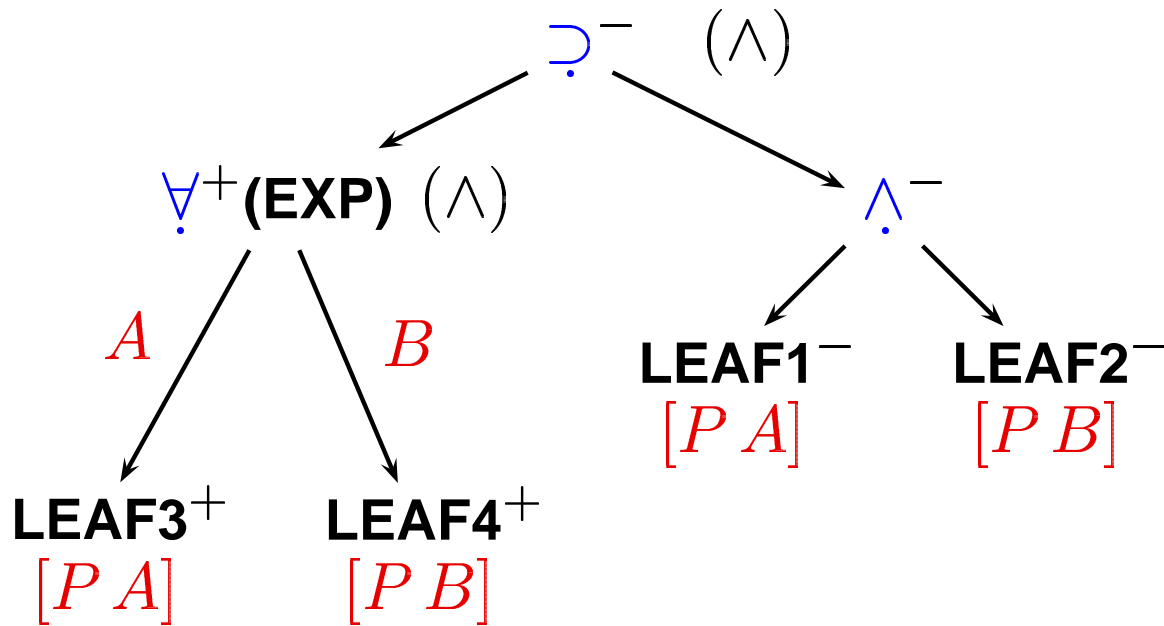 ⊃̣⁻ (∧)
∀̣⁺(EXP) (∧)
∧̣⁻
A
B
LEAF1⁻
LEAF2⁻
[P A]
[P B]
LEAF3⁺
LEAF4⁺
[P A]
[P B]